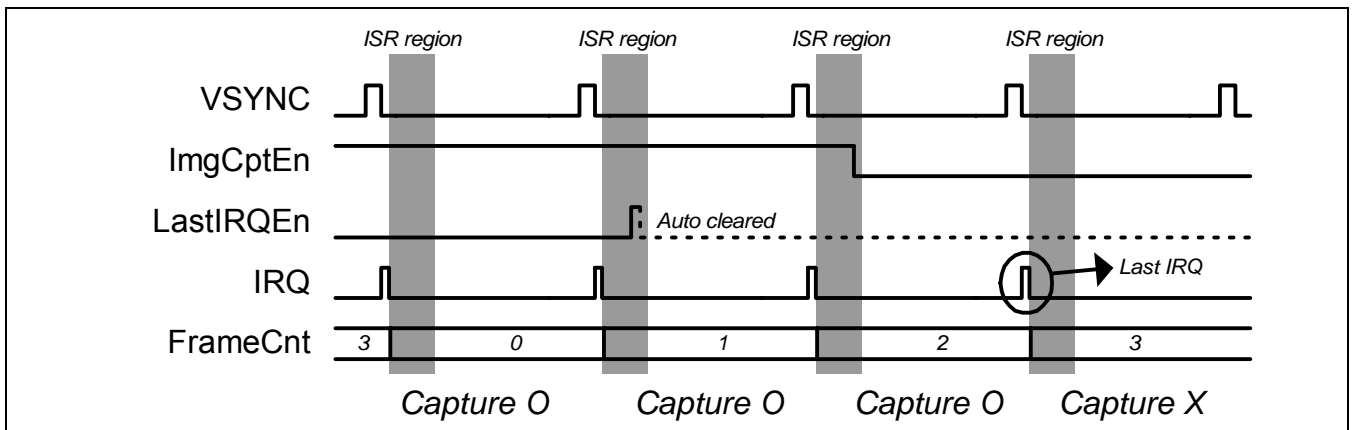 ISR region ISR region ISR region ISR region
VSYNC
ImgCptEn
LastIRQEn Auto cleared
IRQ Last IRQ
FrameCnt 3 0 1 2 3
Capture O Capture O Capture O Capture X